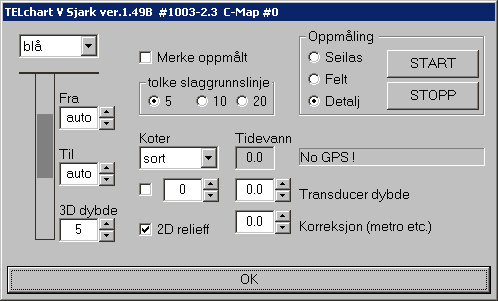 TELchart V Sjark ver.1.49B #1003-2.3 C-Map #0
blå
Merke oppmålt
tolke slaggrunnslinje
5 10 20
Oppmåling
Seilas
Felt
Detalj
START
STOPP
Fra
auto
Til
auto
3D dybde
5
Koter
sort
0
2D relieff
Tidevann
0.0
No GPS !
0.0 Transducer dybde
0.0 Korreksjon (metro etc.)
OK